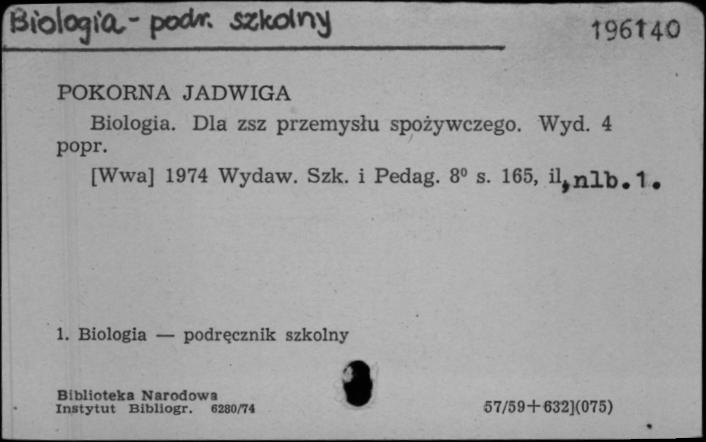 Biologia - podr. szkolny
196140
POKORNA JADWIGA
Biologia. Dla zsz przemysłu spożywczego. Wyd. 4
popr.
[Wwa] 1974 Wydaw. Szk. i Pedag. 8⁰ s. 165, il, nlb. 1.
1. Biologia — podręcznik szkolny
Biblioteka Narodowa
Instytut Bibliogr. 6280/74
57/59+632](075)